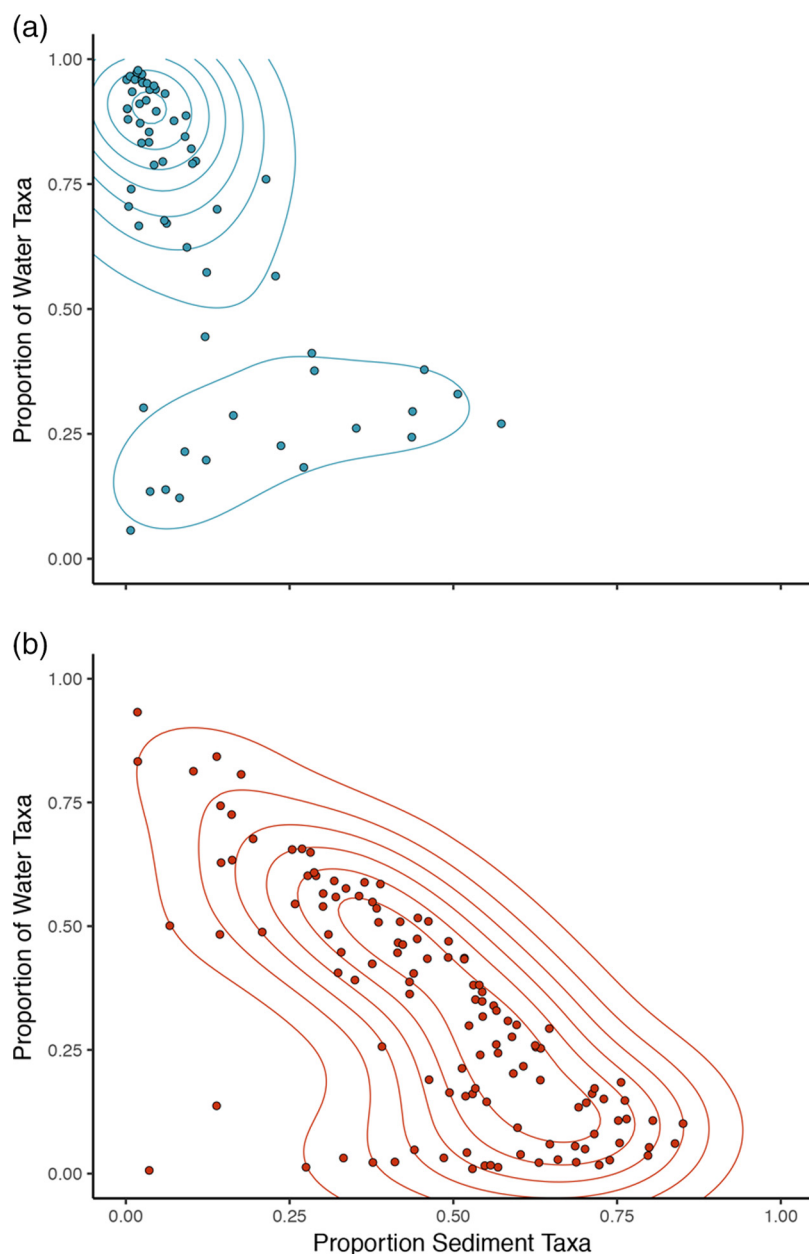 (a)
1.00
0.75
0.50
0.25
0.00
Proportion of Water Taxa
(b)
1.00
0.75
0.50
0.25
0.00
Proportion of Water Taxa
0.00 0.25 0.50 0.75 1.00
Proportion Sediment Taxa